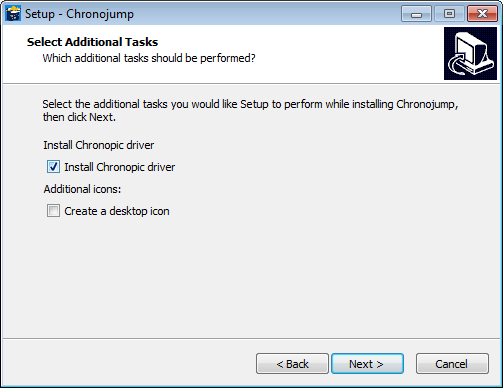 Setup - Chronojump
Select Additional Tasks
Which additional tasks should be performed?
Select the additional tasks you would like Setup to perform while installing Chronojump,
then click Next.
Install Chronopic driver
Install Chronopic driver
Additional icons:
Create a desktop icon
< Back
Next >
Cancel